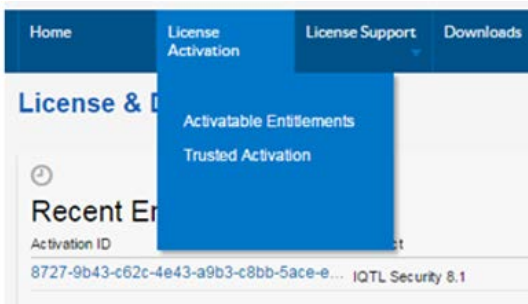 Home
License Activation
License Support
Downloads
License & D
Activatable Entitlements
Trusted Activation
Recent Er
Activation ID
ct
8727-9b43-c62c-4e43-a9b3-c8bb-5ace-e... IQTL Security 8.1